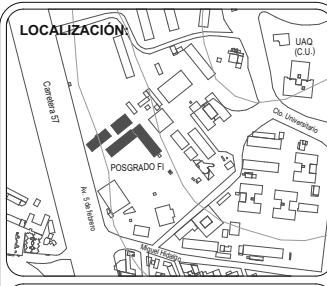 LOCALIZACIÓN:
UAQ
(C.U.)
Carretera 57
Cto. Universitario
POSGRADO FI
Av. 5 de febrero
Miguel Hidalgo